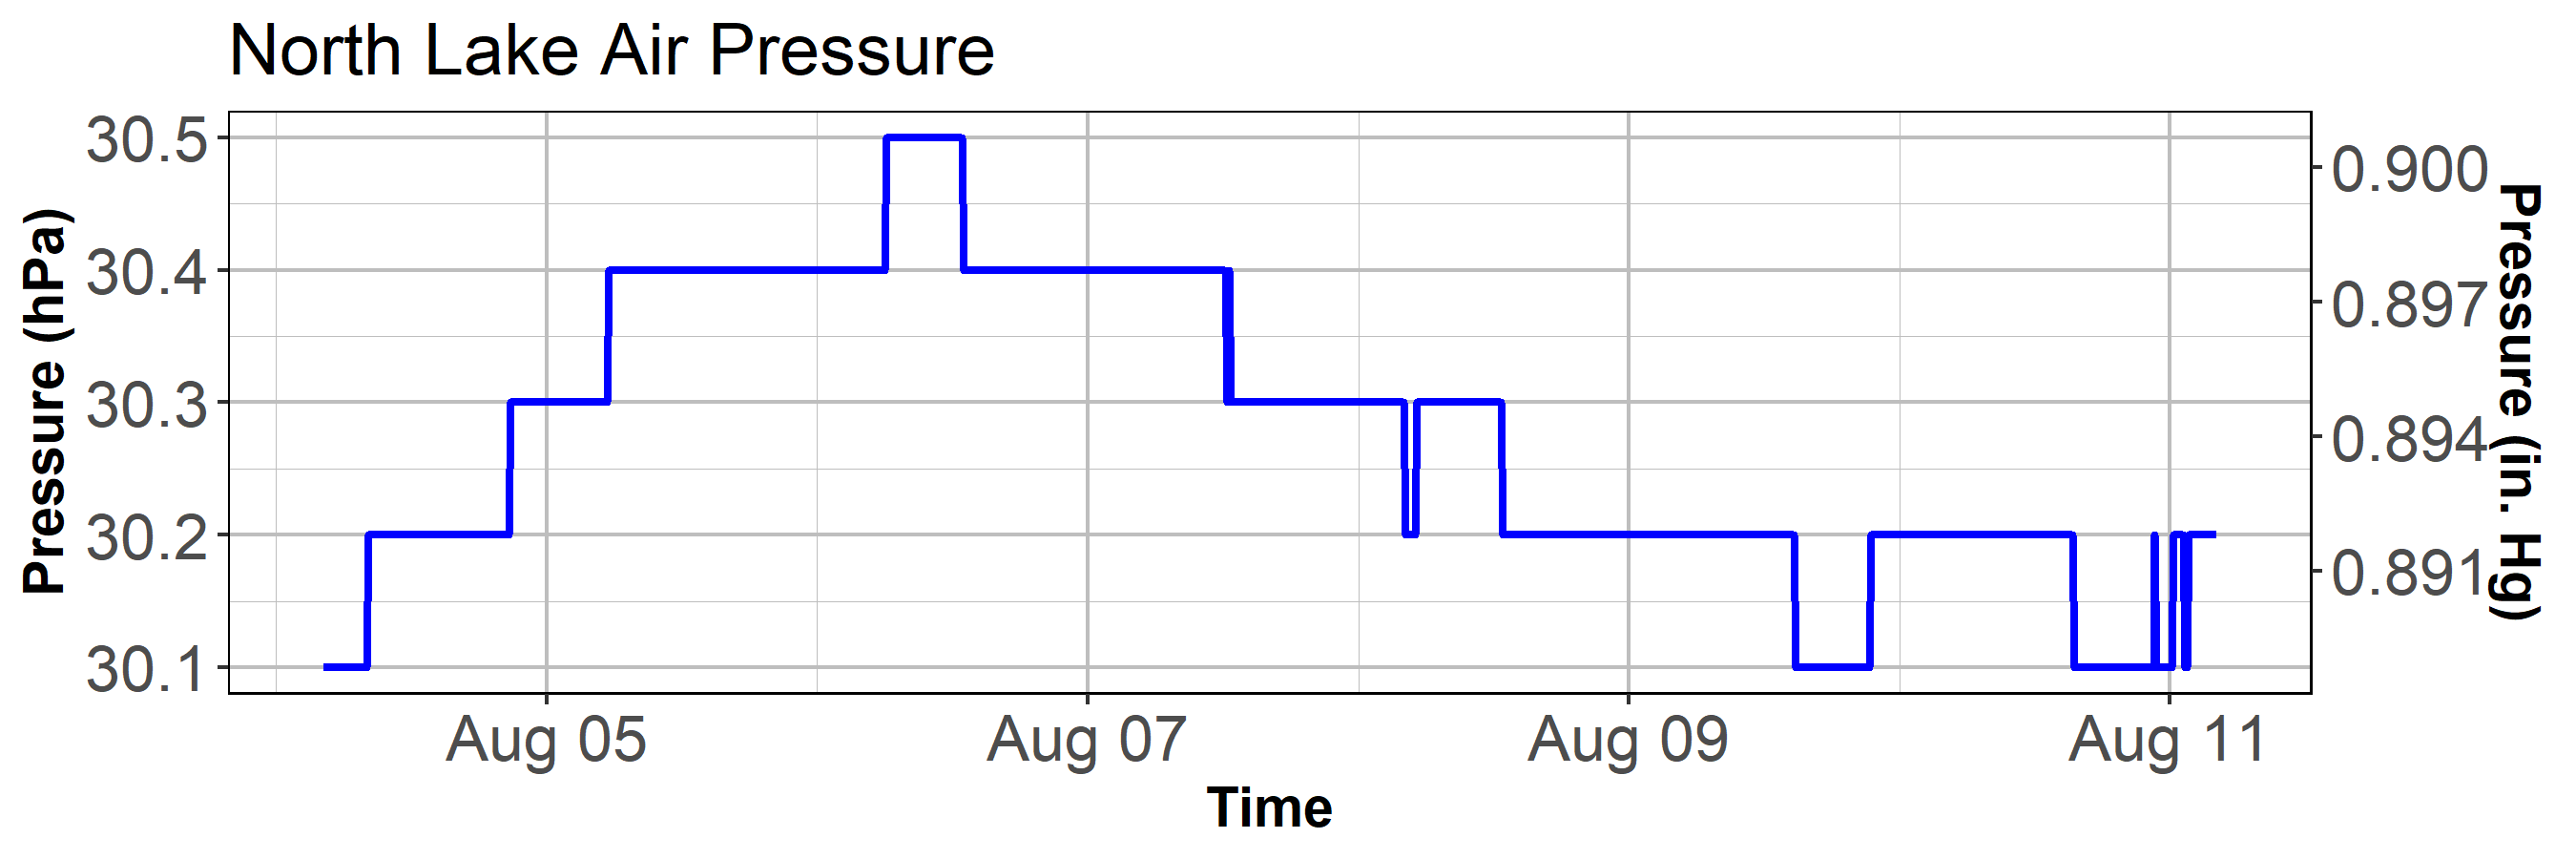 North Lake Air Pressure
Pressure (hPa)
30.5
30.4
30.3
30.2
30.1
0.900
0.897
0.894
0.891
Pressure (in. Hg)
Aug 05
Aug 07
Aug 09
Aug 11
Time